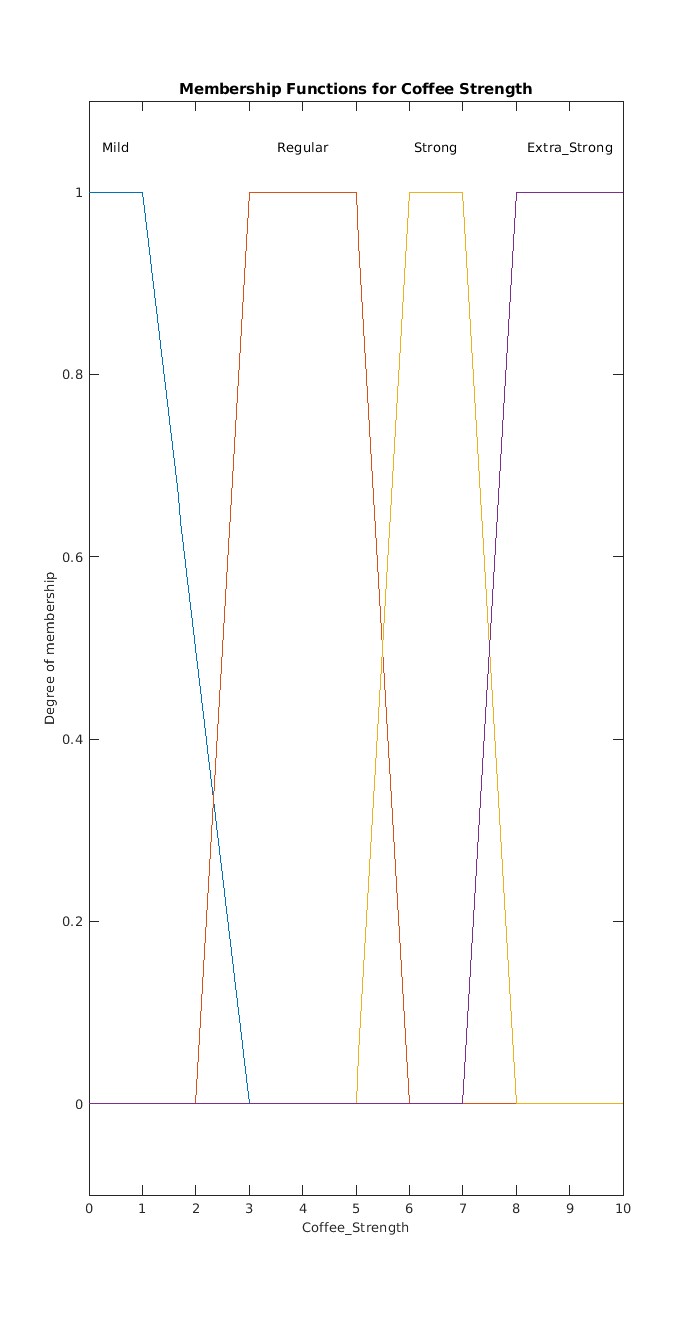 Membership Functions for Coffee Strength
Mild Regular Strong Extra_Strong
1
0.8
0.6
0.4
0.2
0
Degree of membership
0 1 2 3 4 5 6 7 8 9 10
Coffee_Strength